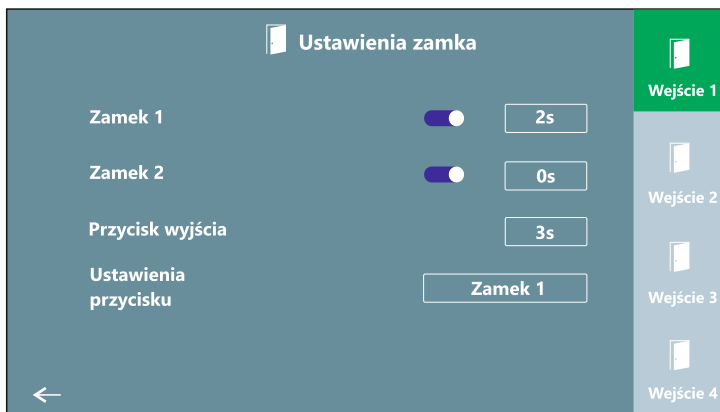 Ustawienia zamka
Zamek 1
2s
Zamek 2
0s
Przycisk wyjścia
3s
Ustawienia
przycisku
Zamek 1
Wejście 1
Wejście 2
Wejście 3
Wejście 4